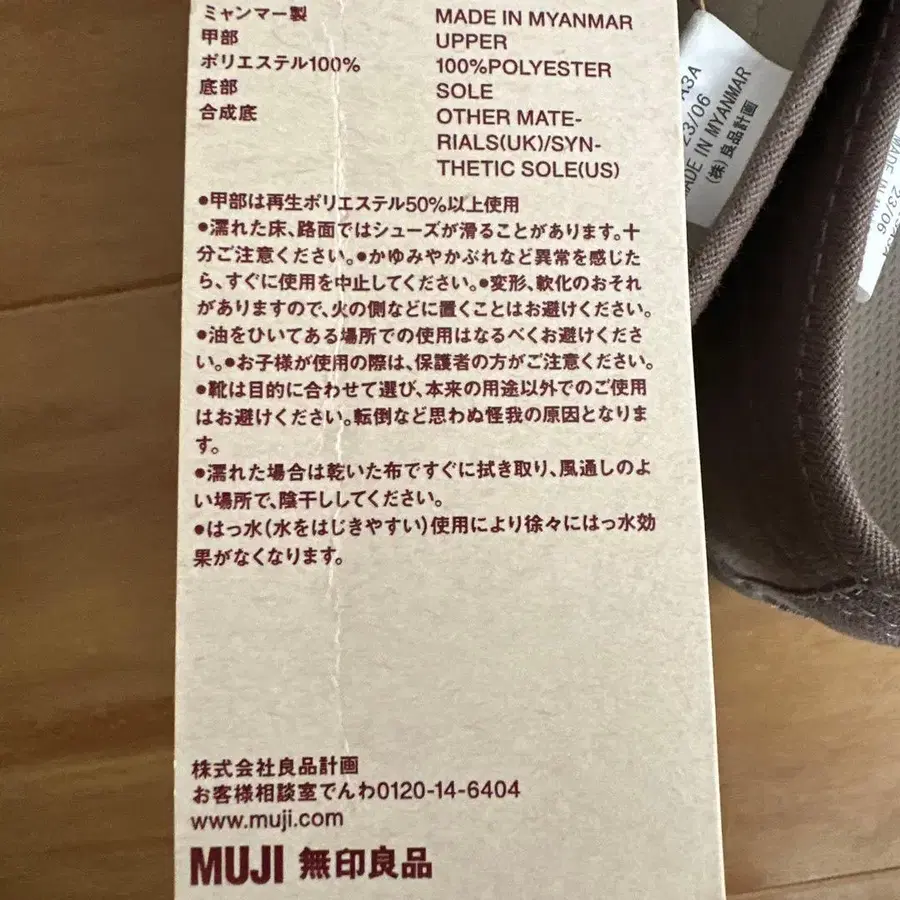 ミャンマー製
甲部
ポリエステル100%
底部
合成底
MADE IN MYANMAR
UPPER
100%POLYESTER
SOLE
OTHER MATE-
RIALS(UK)/SYN-
THETIC SOLE(US)
●甲部は再生ポリエステル50%以上使用
●濡れた床、路面ではシューズが滑ることがあります。十
分ご注意ください。●かゆみやかぶれなど異常を感じた
ら、すぐに使用を中止してください。●変形、軟化のおそれ
がありますので、火の側などに置くことはお避けください。
●油をひいてある場所での使用はなるべくお避けくださ
い。●お子様が使用の際は、保護者の方がご注意ください。
●靴は目的に合わせて選び、本来の用途以外でのご使用
はお避けください。転倒など思わぬ怪我の原因となりま
す。
●濡れた場合は乾いた布ですぐに拭き取り、風通しのよ
い場所で、陰干ししてください。
●はっ水(水をはじきやすい)使用により徐々にはっ水効
果がなくなります。
株式会社良品計画
お客様相談室でんわ0120-14-6404
www.muji.com
MUJI 無印良品
A3A
23/06
MADE IN MYANMAR
(株)良品計画
MADE IN
23/06